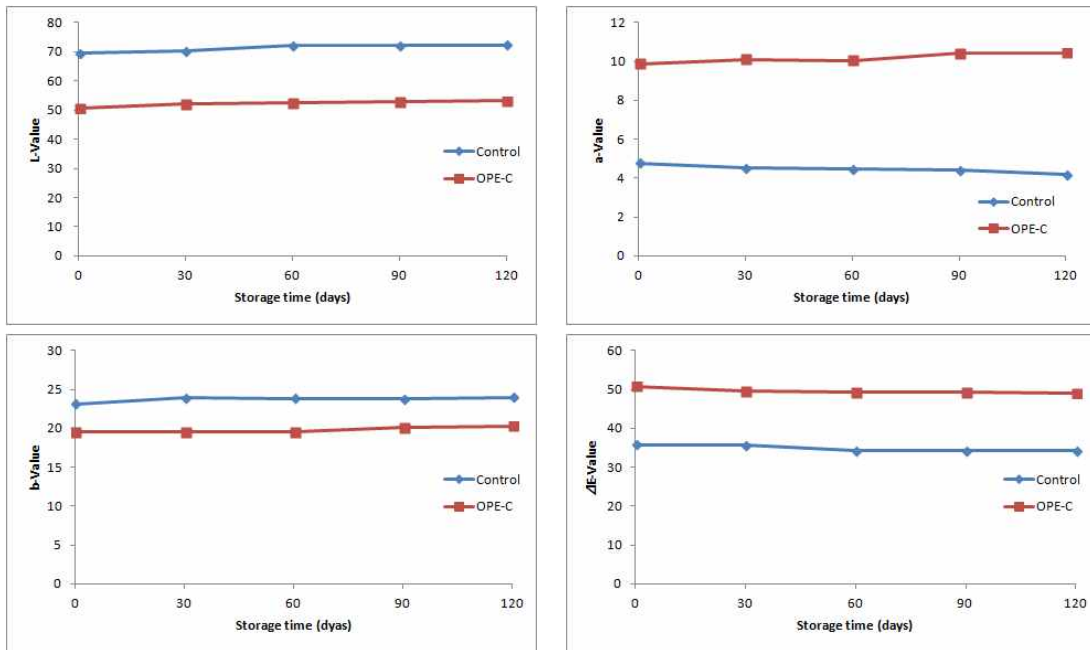 80
70
60
50
40
30
20
10
0
L-Value
Control
OPE-C
0 30 60 90 120
Storage time (days)
12
10
8
6
4
2
0
a-Value
Control
OPE-C
0 30 60 90 120
Storage time (days)
30
25
20
15
10
5
0
b-Value
Control
OPE-C
0 30 60 90 120
Storage time (dyas)
60
50
40
30
20
10
0
ΔE-Value
Control
OPE-C
0 30 60 90 120
Storage time (days)